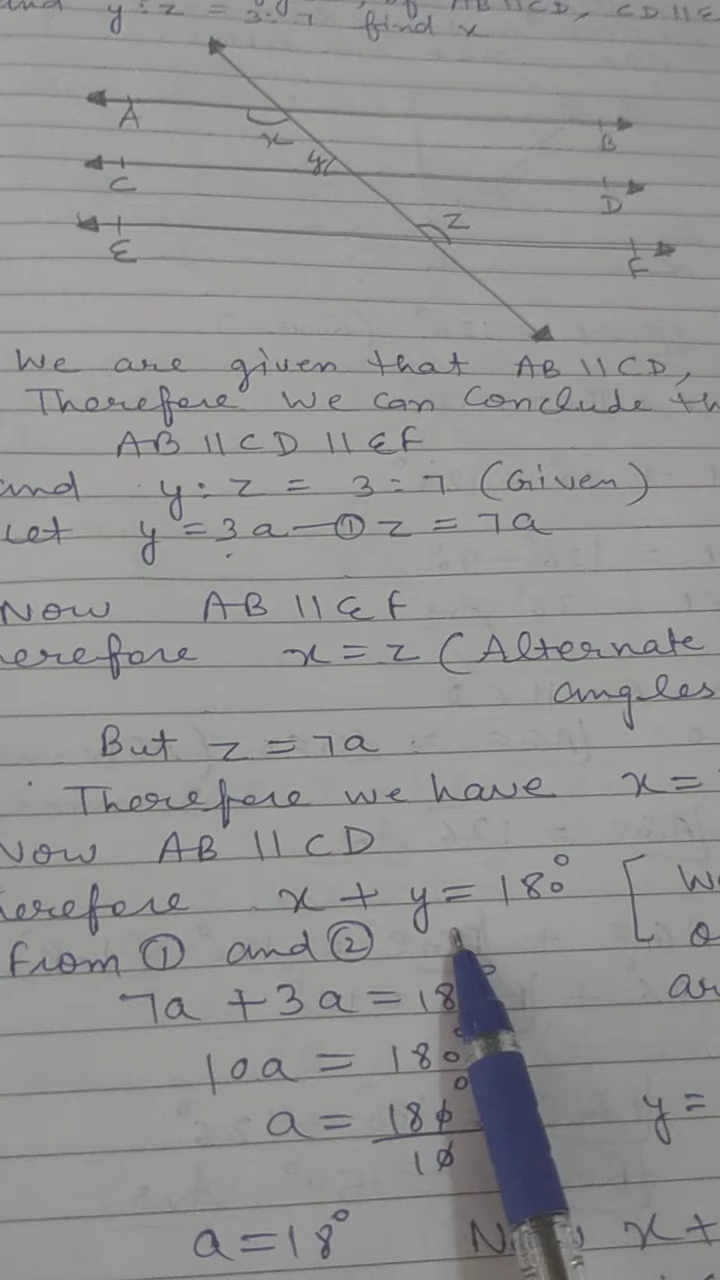 y:z = 3:7 find x
A
x
B
y
C
D
z
E
F
We are given that AB || CD,
Therefore we can conclude
AB || CD || EF
and y:z = 3:7 (Given)
Let y = 3a — ① z = 7a
Now AB || EF
x = z (Alternate
angles
But z = 7a
Therefore we have x =
Now AB || CD
x + y = 180° [
From ① and ②
7a + 3a = 18
10a = 180°
a = 180°/10 y =
a = 18° x +